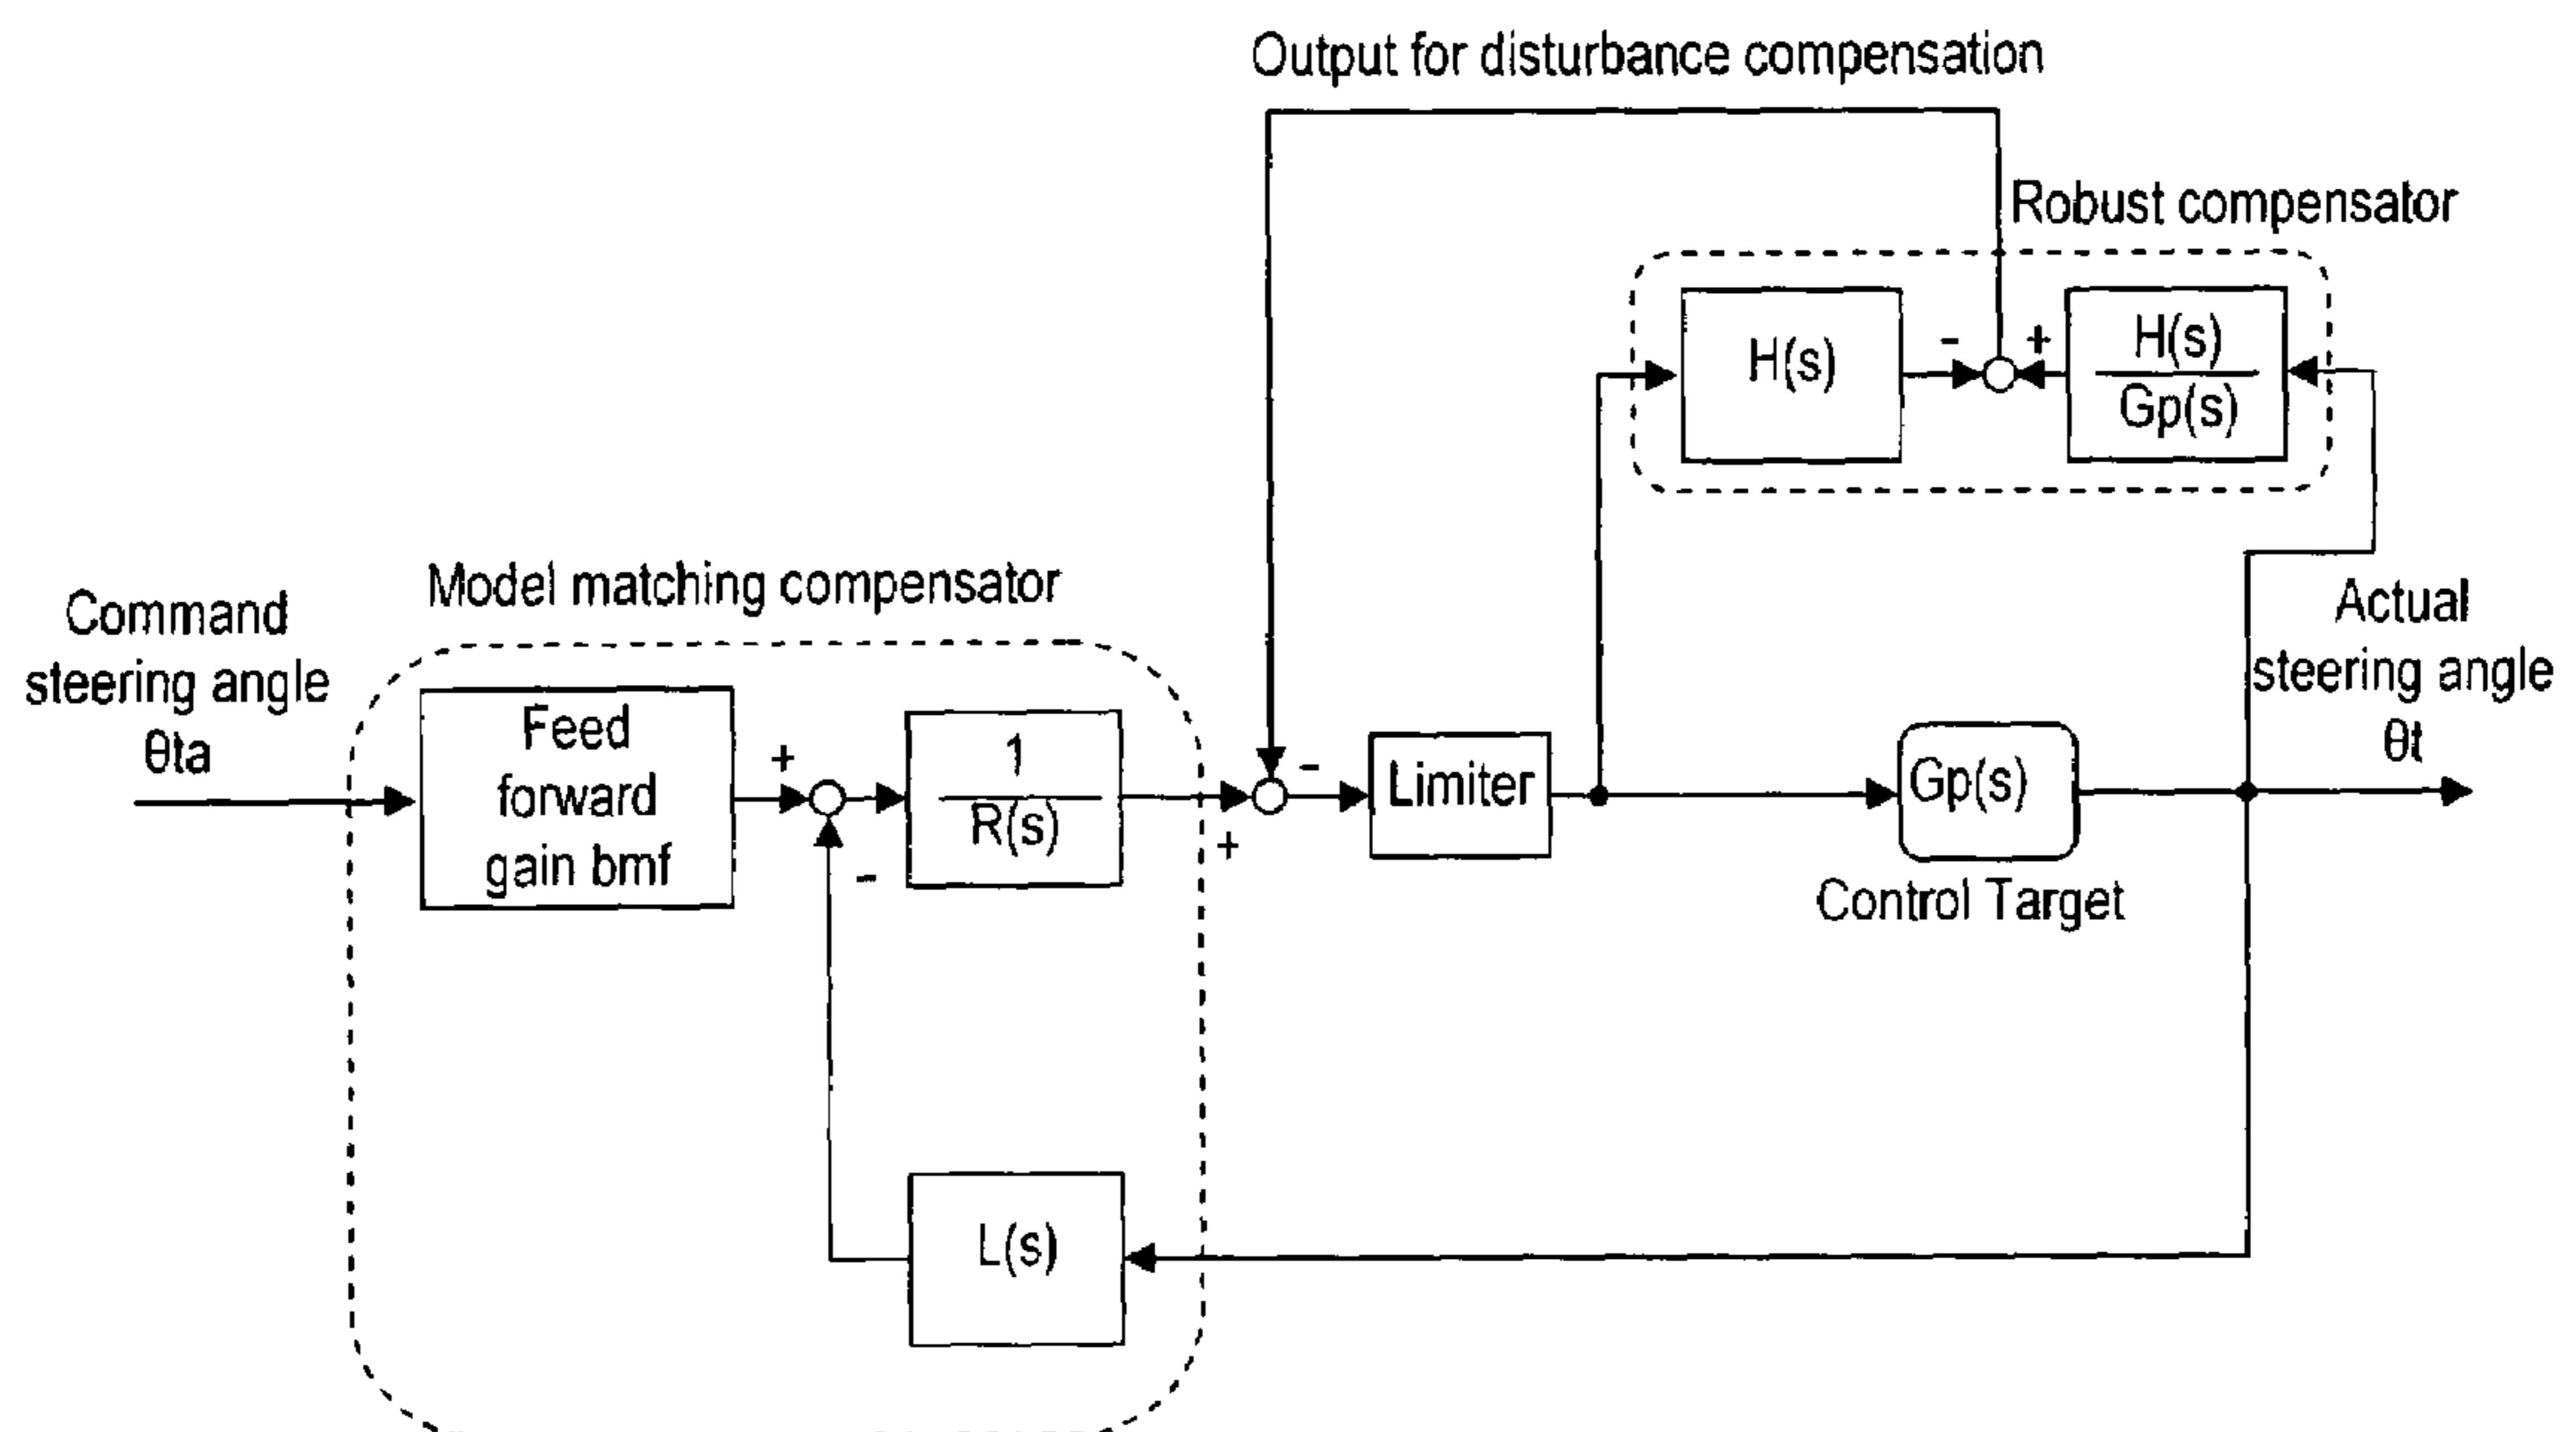 Output for disturbance compensation
Robust compensator
H(s)
-
+
H(s)
Gp(s)
Model matching compensator
Command
steering angle
θta
Feed
forward
gain bmf
+
-
1
R(s)
+
-
Limiter
Gp(s)
Control Target
Actual
steering angle
θt
L(s)